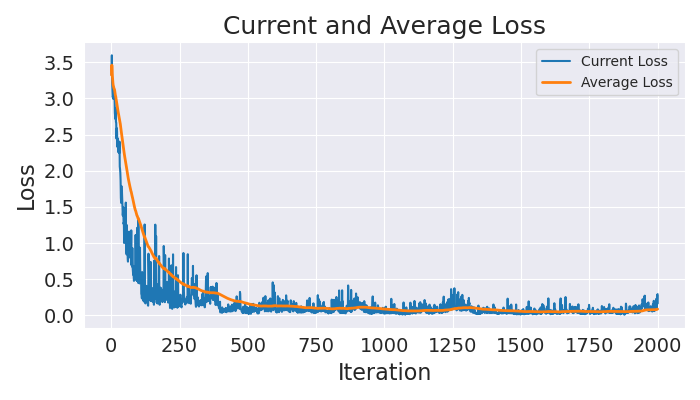 Current and Average Loss
Current Loss
Average Loss
Loss
3.5
3.0
2.5
2.0
1.5
1.0
0.5
0.0
0 250 500 750 1000 1250 1500 1750 2000
Iteration